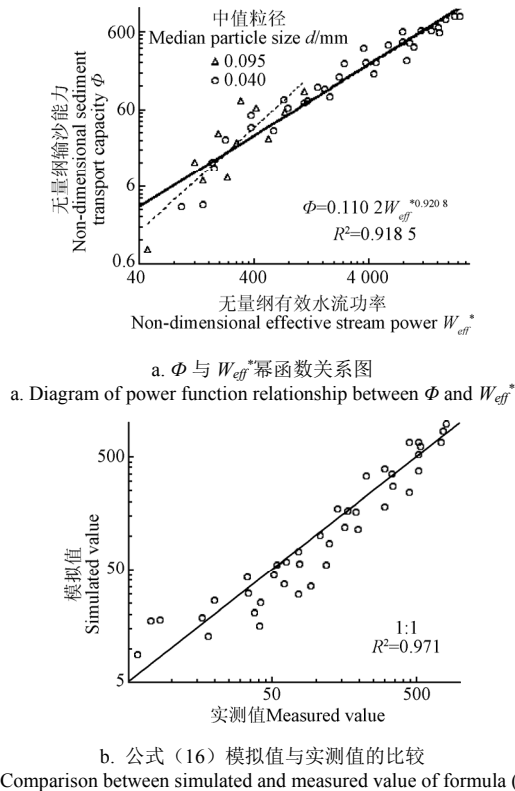 中值粒径
Median particle size d/mm
0.095
0.040
600
60
6
0.6
无量纲输沙能力
Non-dimensional sediment
transport capacity Φ
Φ=0.110 2W_eff^*0.920 8
R²=0.918 5
40
400
4 000
无量纲有效水流功率
Non-dimensional effective stream power W_eff^*
a. Φ 与 W_eff^*幂函数关系图
a. Diagram of power function relationship between Φ and W_eff^*
500
50
5
模拟值
Simulated value
1:1
R²=0.971
50
500
实测值Measured value
b. 公式（16）模拟值与实测值的比较
Comparison between simulated and measured value of formula (